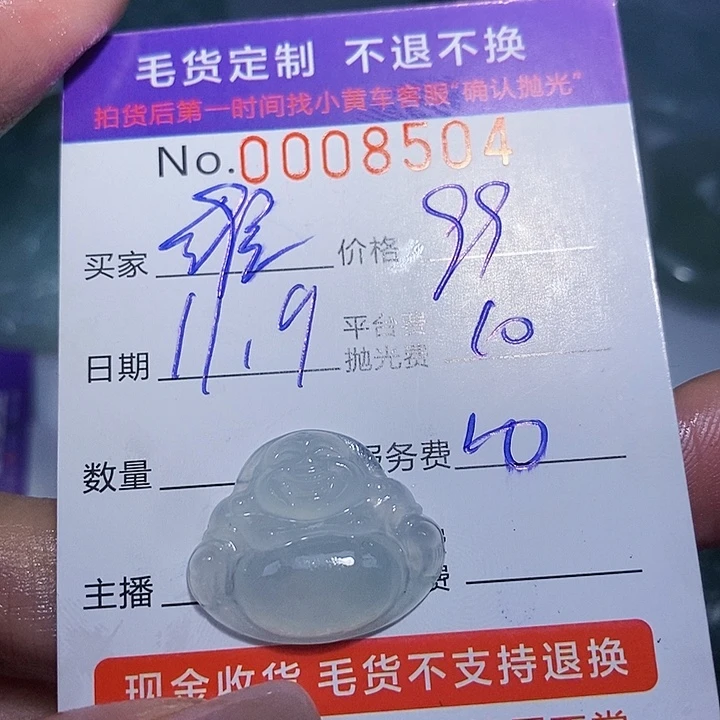 毛货定制 不退不换
拍货后第一时间找小黄车客服“确认抛光”
No.0008504
买家 价格 99
日期 11.19 平台费 10
抛光费
数量 服务费 50
主播 费
现金收货 毛货不支持退换